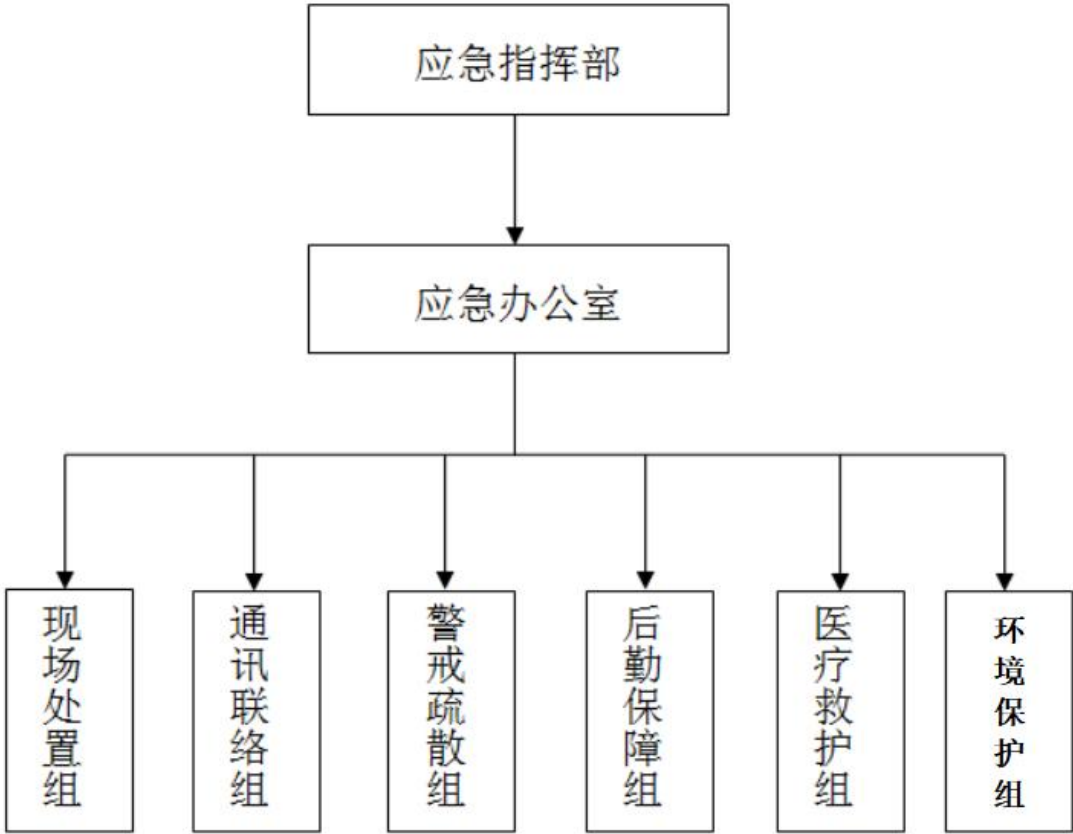 应急指挥部
应急办公室
现场处置组
通讯联络组
警戒疏散组
后勤保障组
医疗救护组
环境保护组